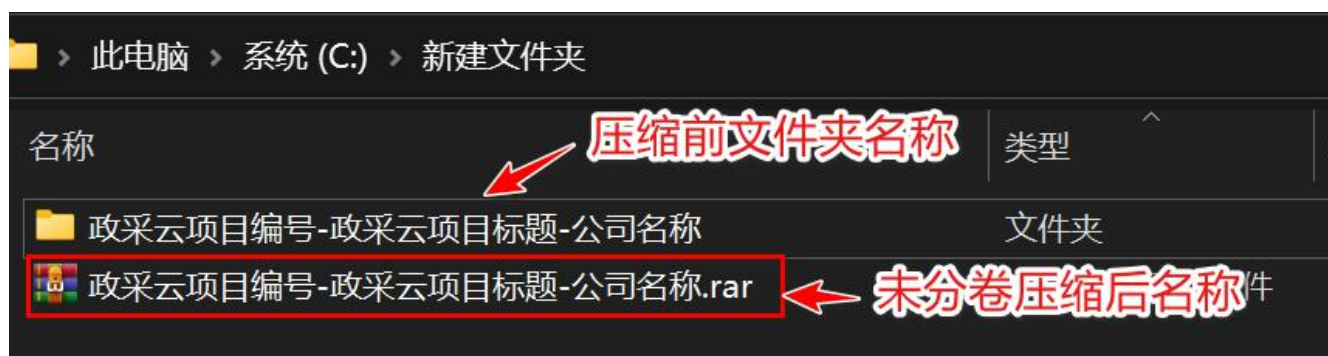 此电脑 > 系统 (C:) > 新建文件夹
压缩前文件夹名称
名称 类型
政采云项目编号-政采云项目标题-公司名称 文件夹
政采云项目编号-政采云项目标题-公司名称.rar 未分卷压缩后名称 件